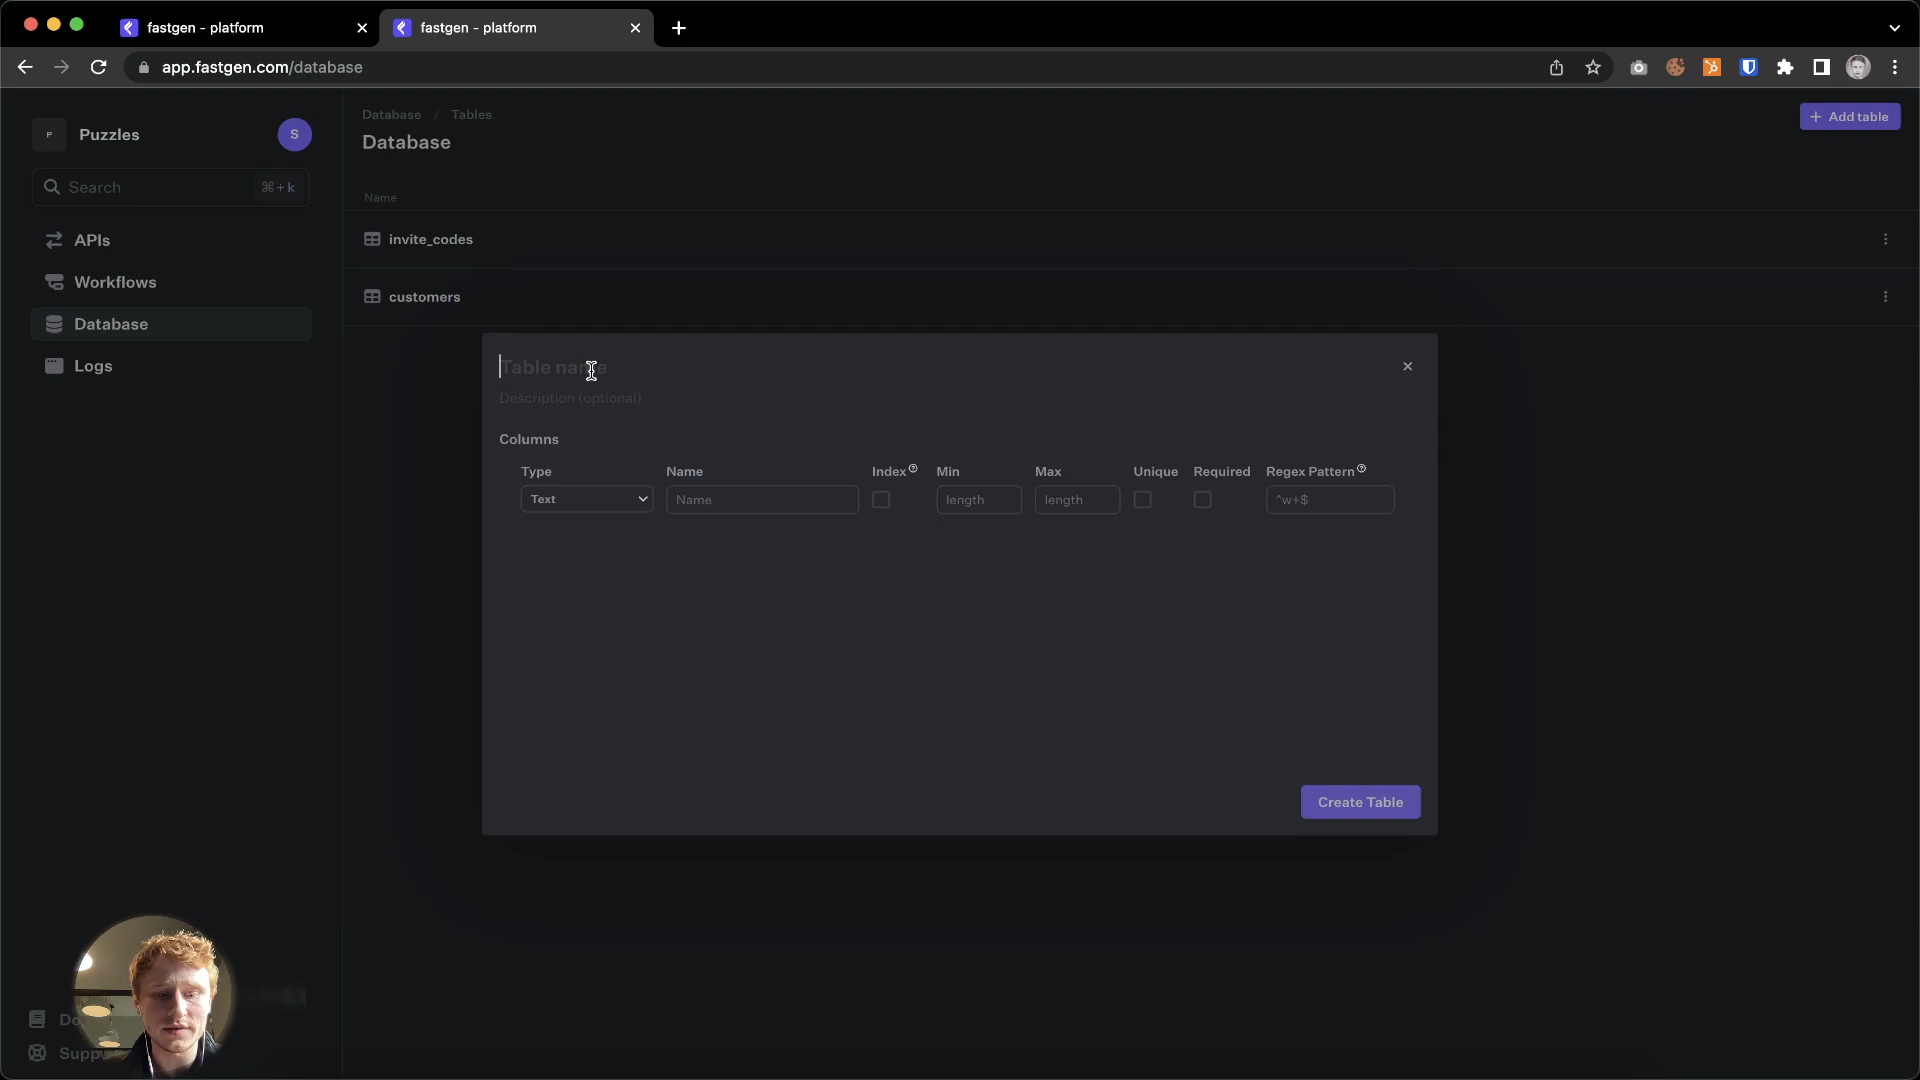 fastgen - platform
fastgen - platform
app.fastgen.com/database
P
Puzzles
S
Search
⌘+k
APIs
Workflows
Database
Logs
Database / Tables
Add table
Database
Name
invite_codes
customers
Table name
Description (optional)
Columns
Type Name Index Min Max Unique Required Regex Pattern
Text Name length length ^w+$
Create Table